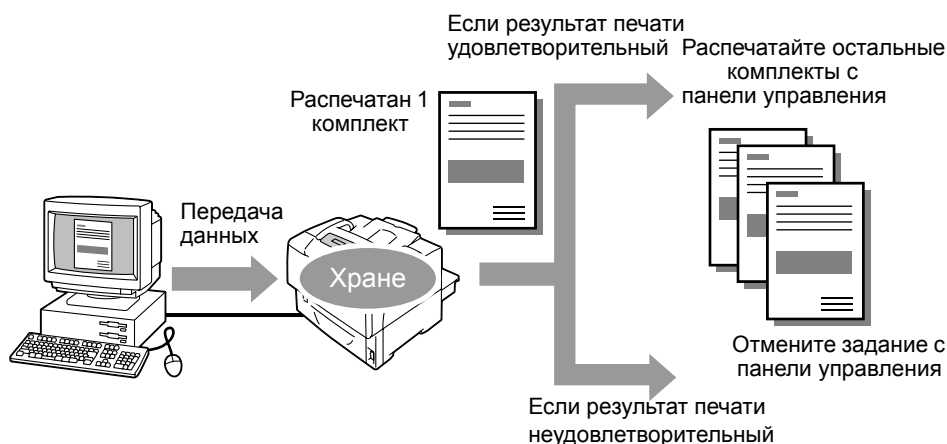 Если результат печати
удовлетворительный
Распечатайте остальные
комплекты с
панели управления
Распечатан 1
комплект
Передача
данных
Хране
Отмените задание с
панели управления
Если результат печати
неудовлетворительный